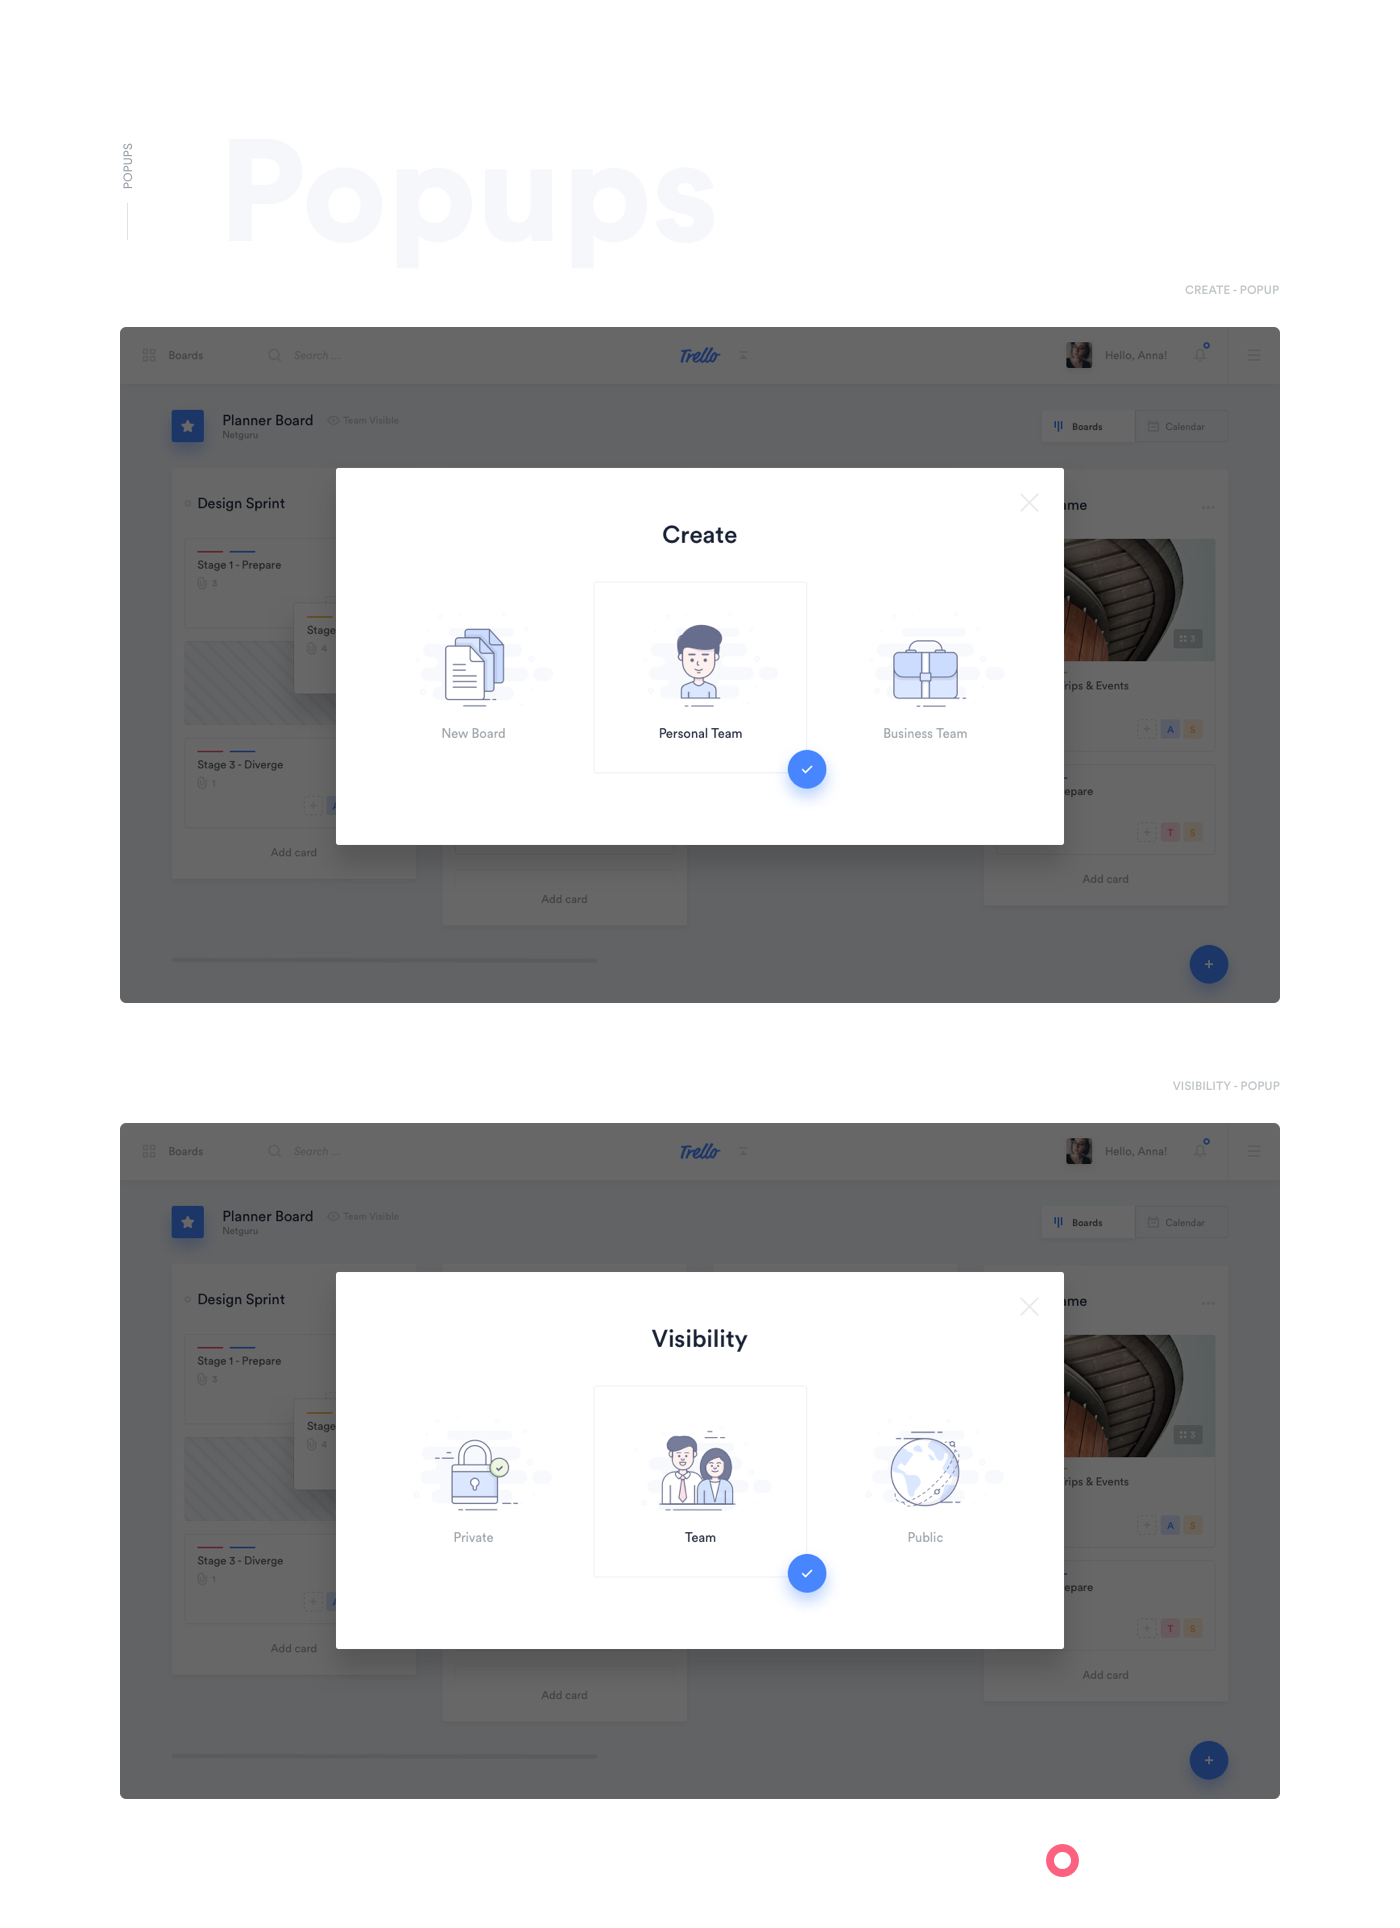 POPUPS
Popups
CREATE - POPUP
Boards
Search ...
Trello
Hello, Anna!
Planner Board
Team Visible
Netguru
Boards
Calendar
Design Sprint
ame
Create
Stage 1 - Prepare
3
Stage
4
3
rips & Events
New Board
Personal Team
Business Team
A
S
Stage 3 - Diverge
1
epare
T
S
Add card
Add card
Add card
VISIBILITY - POPUP
Boards
Search ...
Trello
Hello, Anna!
Planner Board
Team Visible
Netguru
Boards
Calendar
Design Sprint
ame
Visibility
Stage 1 - Prepare
3
Stage
4
3
rips & Events
Private
Team
Public
A
S
Stage 3 - Diverge
1
epare
T
S
Add card
Add card
Add card